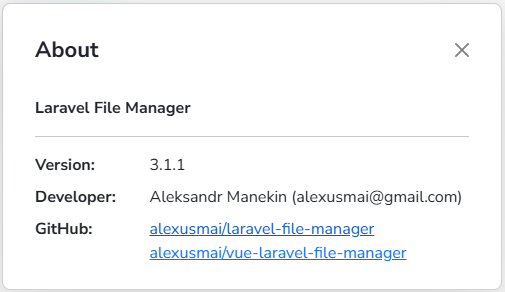 About
Laravel File Manager
Version: 3.1.1
Developer: Aleksandr Manekin (alexusmai@gmail.com)
GitHub: alexusmai/laravel-file-manager
alexusmai/vue-laravel-file-manager